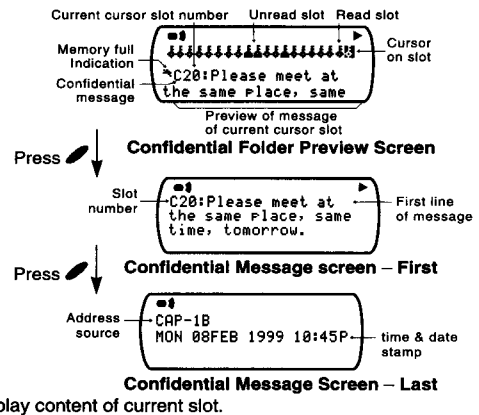 Current cursor slot number
Unread slot
Read slot
Memory full
Indication
Confidential
message
Cursor
on slot
C20:Please meet at
the same place, same
Preview of message
of current cursor slot
Confidential Folder Preview Screen
Press
Slot
number
C20:Please meet at
the same place, same
time, tomorrow.
First line
of message
Confidential Message screen – First
Press
Address
source
CAP-1B
MON 08FEB 1999 10:45P
time & date
stamp
Confidential Message Screen – Last
play content of current slot.